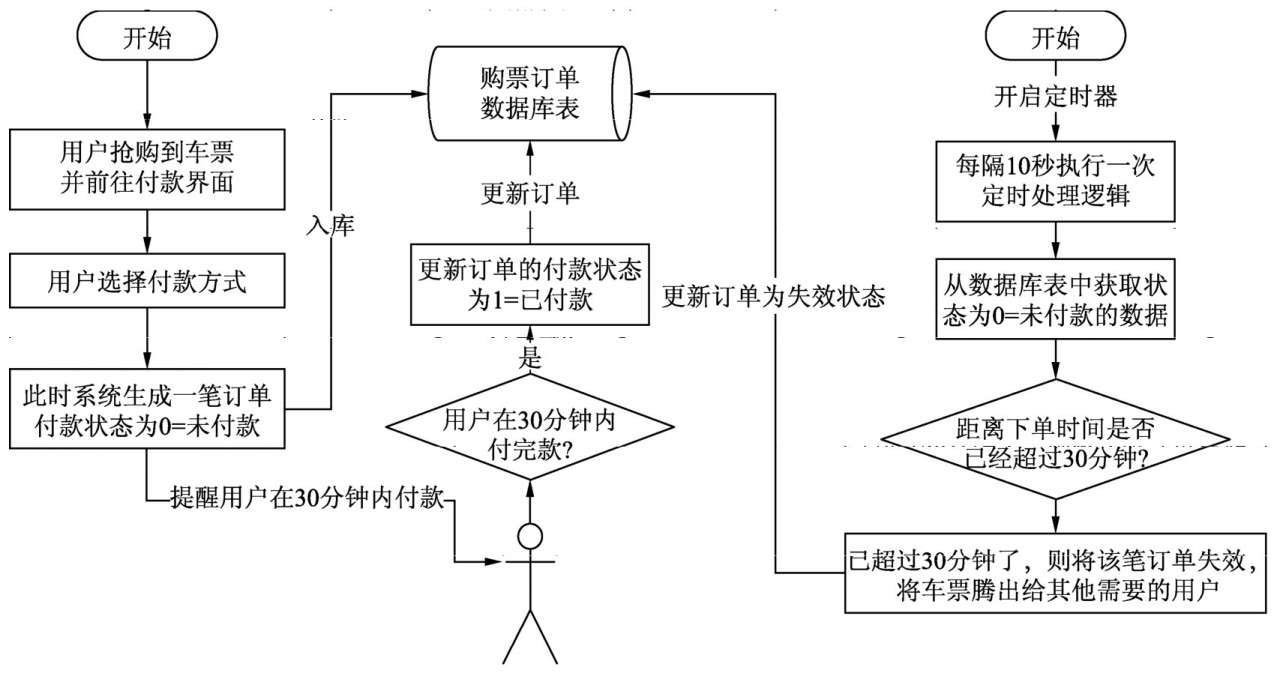 开始
用户抢购到车票
并前往付款界面
用户选择付款方式
此时系统生成一笔订单
付款状态为0=未付款
入库
提醒用户在30分钟内付款
购票订单
数据库表
更新订单
更新订单的付款状态
为1=已付款
是
用户在30分钟内
付完款?
更新订单为失效状态
开始
开启定时器
每隔10秒执行一次
定时处理逻辑
从数据库表中获取状
态为0=未付款的数据
距离下单时间是否
已经超过30分钟?
已超过30分钟了，则将该笔订单失效，
将车票腾出给其他需要的用户